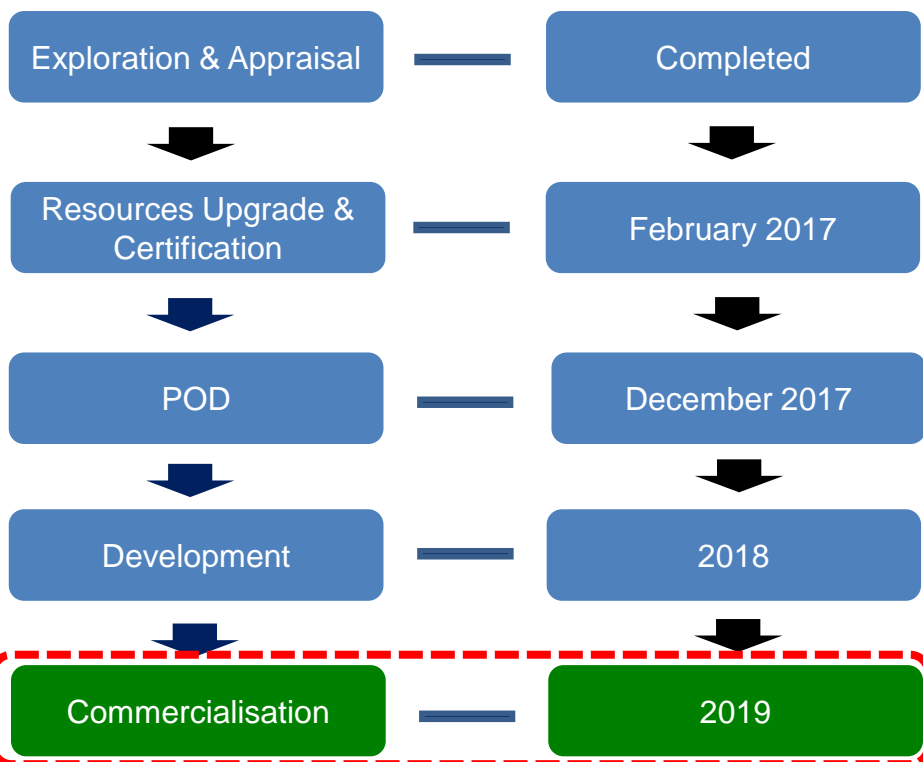 Exploration & Appraisal
Completed
Resources Upgrade &
Certification
February 2017
POD
December 2017
Development
2018
Commercialisation
2019